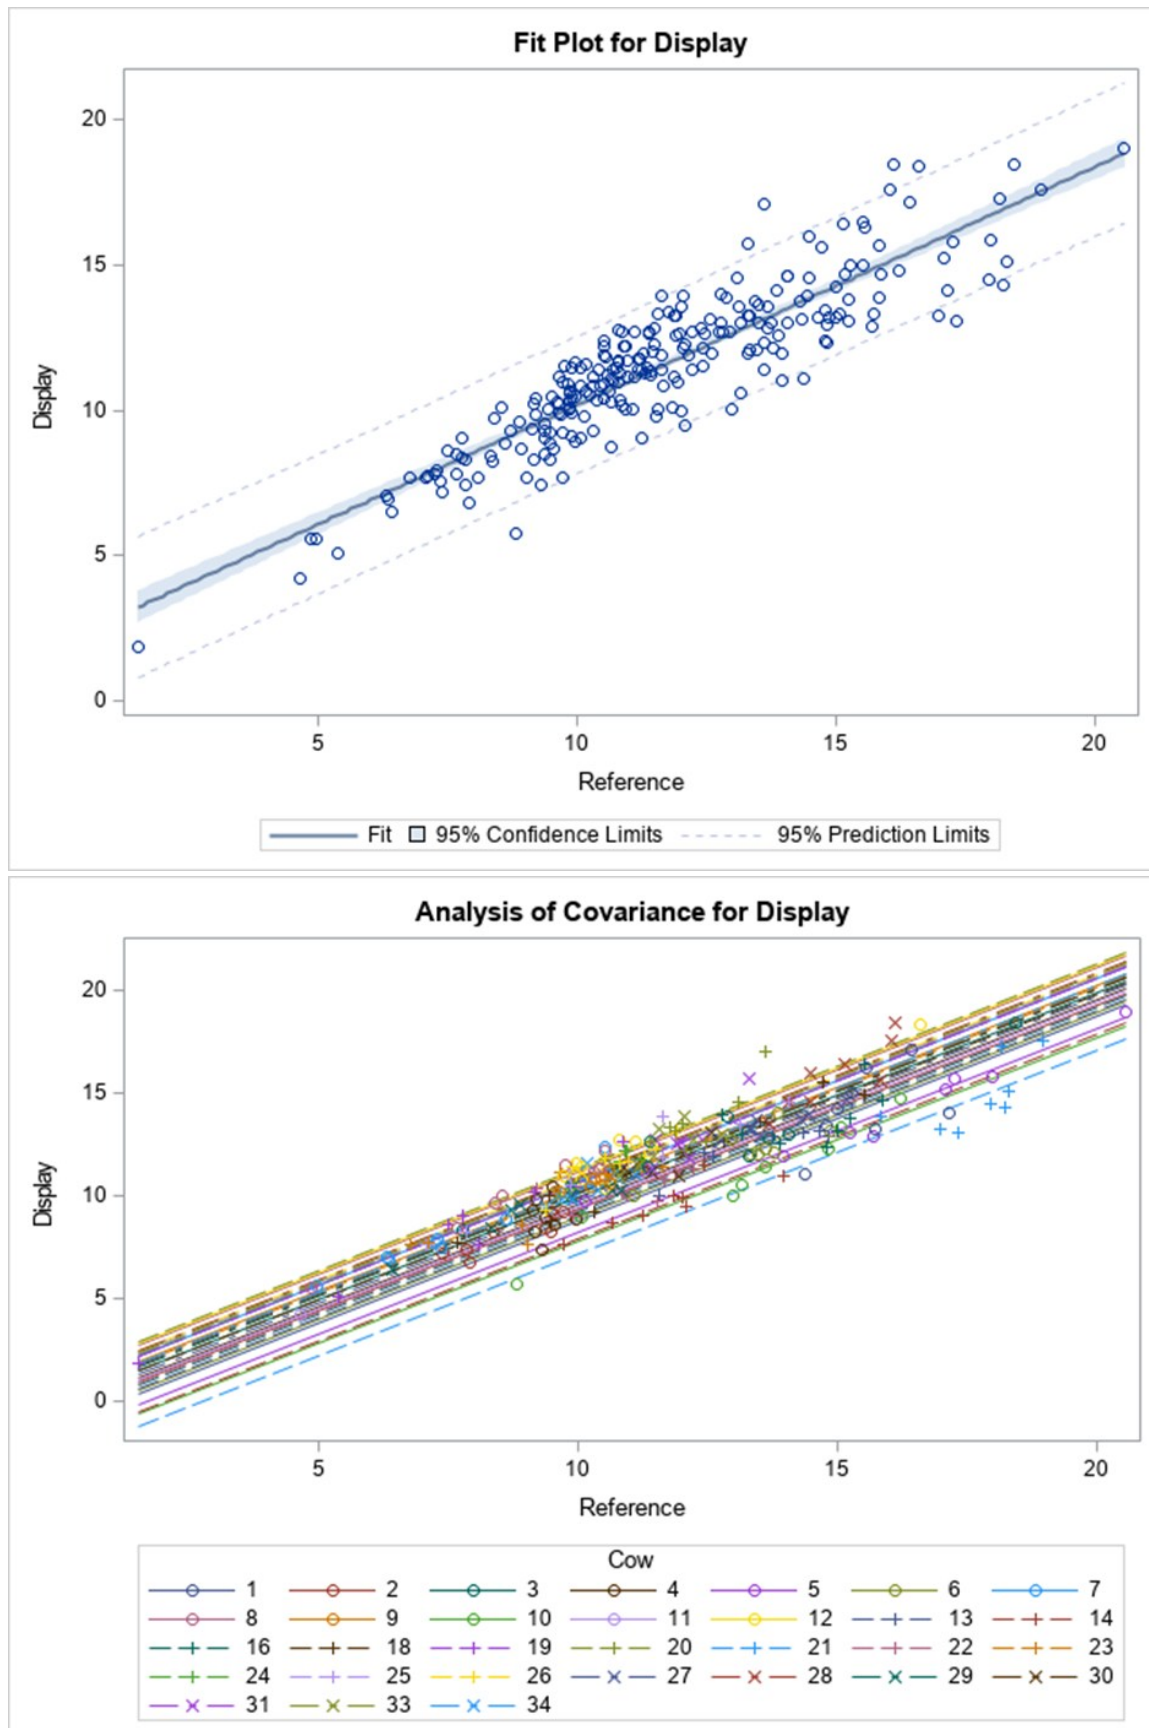 Fit Plot for Display
20
15
10
5
0
Display
5 10 15 20
Reference
Fit 95% Confidence Limits 95% Prediction Limits
Analysis of Covariance for Display
20
15
10
5
0
Display
5 10 15 20
Reference
Cow
1 2 3 4 5 6 7
8 9 10 11 12 13 14
16 18 19 20 21 22 23
24 25 26 27 28 29 30
31 33 34